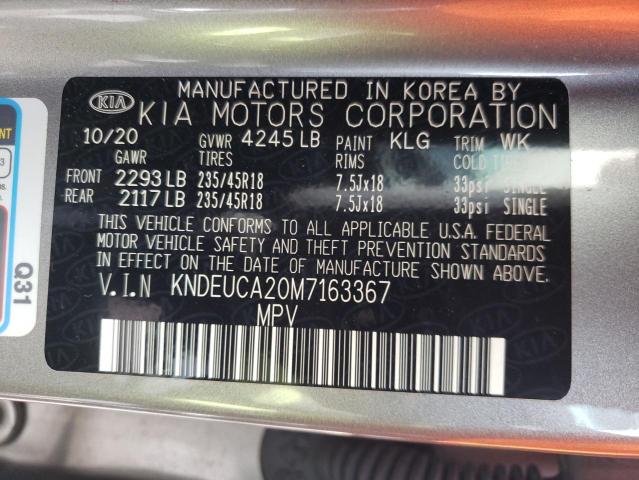 MANUFACTURED IN KOREA BY
KIA KIA MOTORS CORPORATION
10/20 GVWR 4245 LB PAINT KLG TRIM WK
GAWR TIRES RIMS COLD
FRONT 2293 LB 235/45R18 7.5Jx18 33psi SINGLE
REAR 2117 LB 235/45R18 7.5Jx18 33psi SINGLE
THIS VEHICLE CONFORMS TO ALL APPLICABLE U.S.A. FEDERAL
MOTOR VEHICLE SAFETY AND THEFT PREVENTION STANDARDS
IN EFFECT ON THE DATE OF MANUFACTURE SHOWN ABOVE.
V.I.N KNDEUCA20M7163367
MPV
Q31